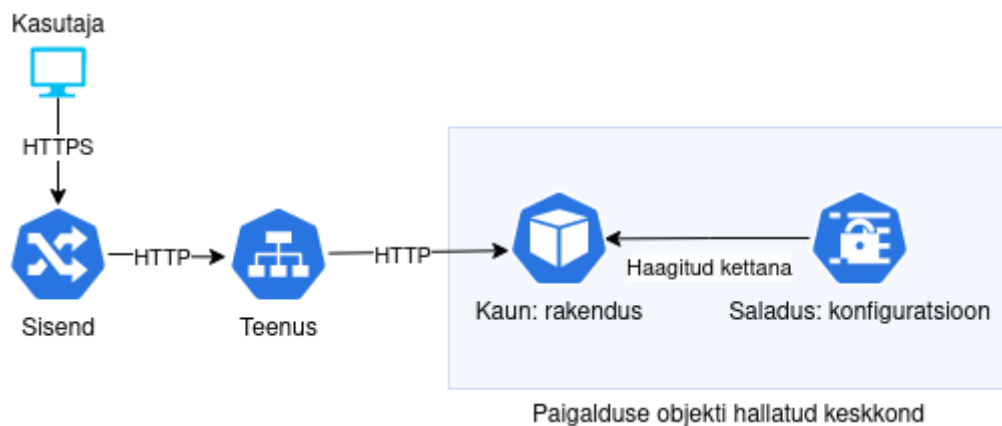 Kasutaja
HTTPS
HTTP
HTTP
Haagitud kettana
Sisend
Teenus
Kaun: rakendus
Saladus: konfiguratsioon
Paigalduse objekti hallatud keskkond